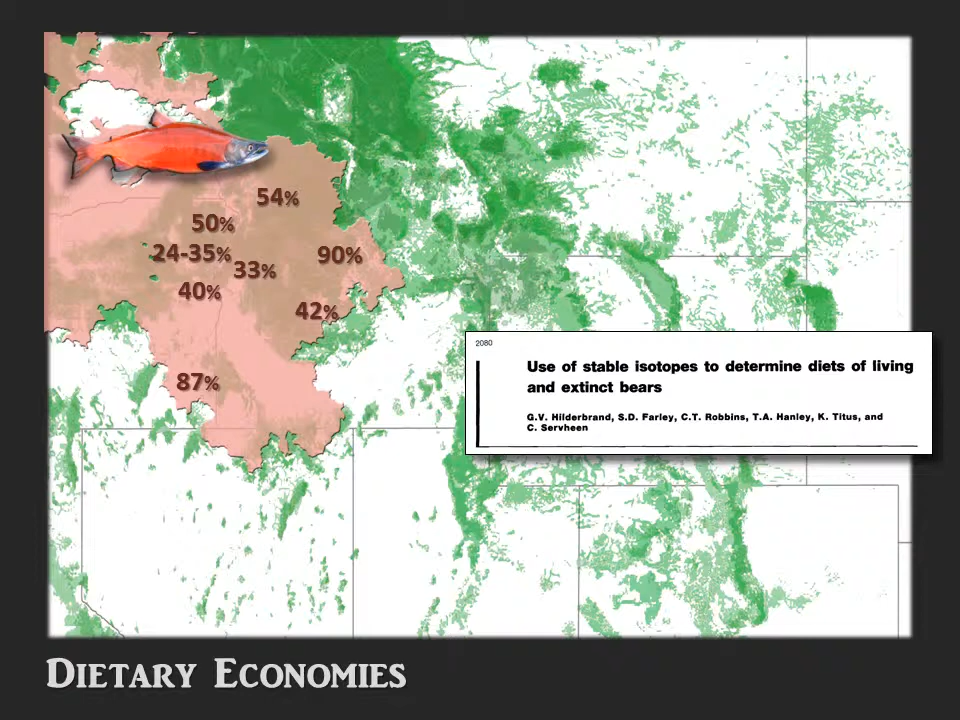 54%
50%
24-35%
90%
33%
40%
42%
87%
2080
Use of stable isotopes to determine diets of living
and extinct bears
G.V. Hilderbrand, S.D. Farley, C.T. Robbins, T.A. Hanley, K. Titus, and
C. Servheen
Dietary Economies